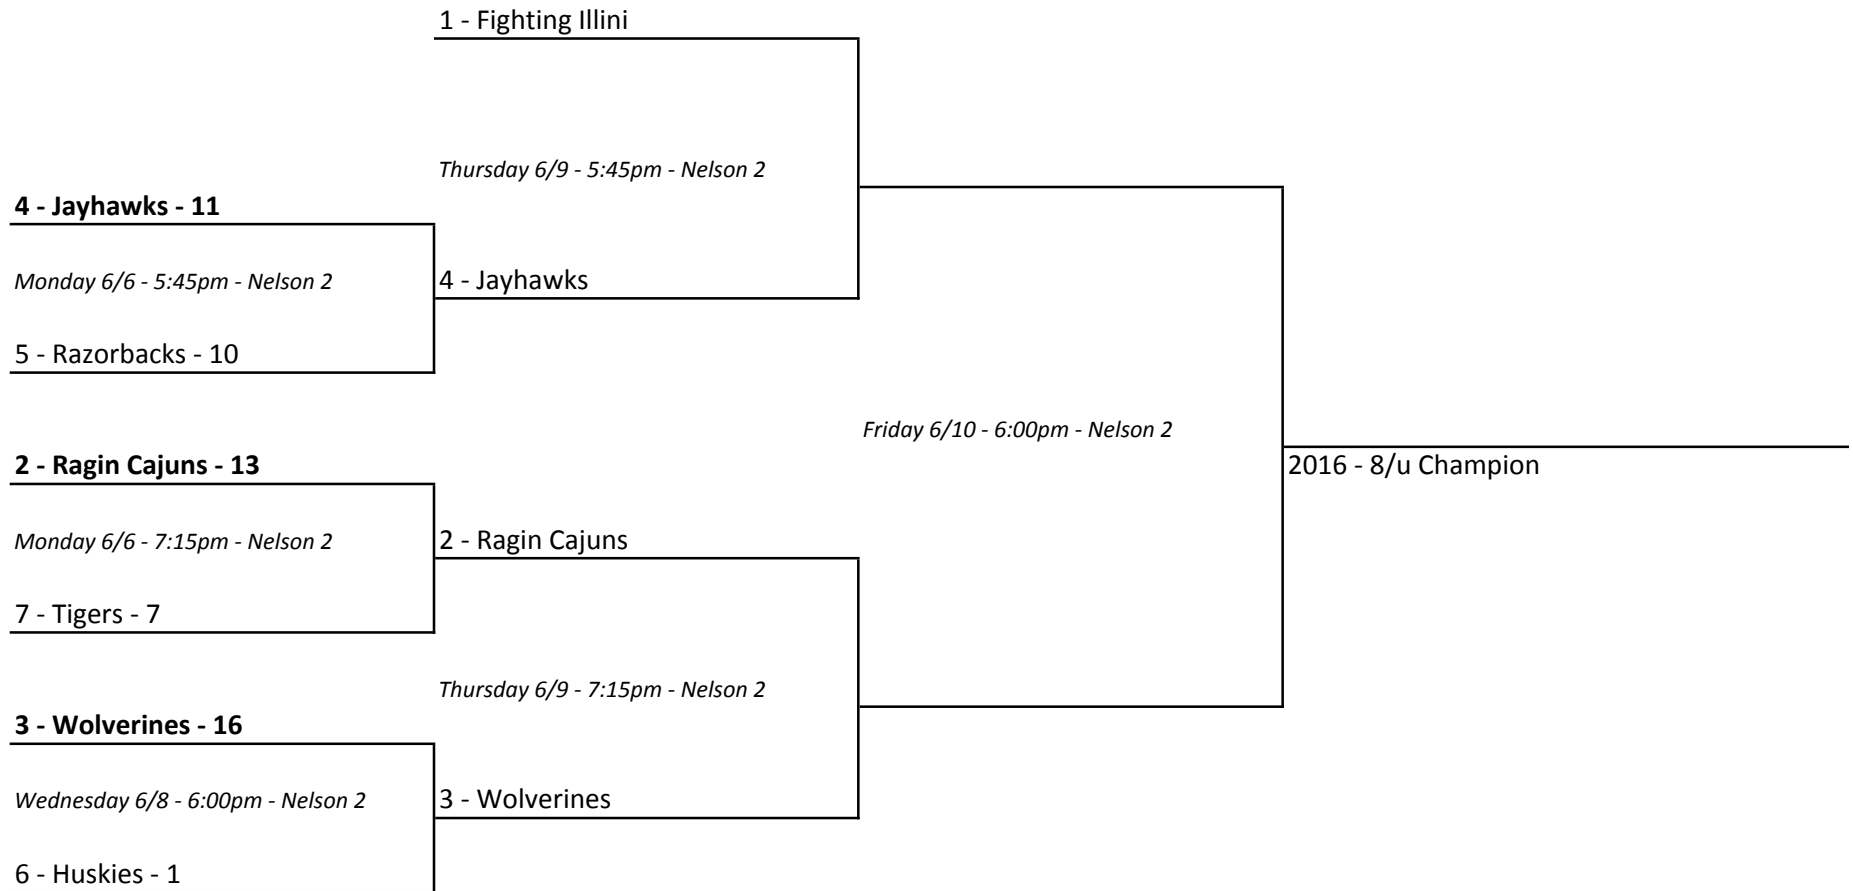 1 - Fighting Illini
Thursday 6/9 - 5:45pm - Nelson 2
4 - Jayhawks - 11
Monday 6/6 - 5:45pm - Nelson 2
4 - Jayhawks
5 - Razorbacks - 10
Friday 6/10 - 6:00pm - Nelson 2
2 - Ragin Cajuns - 13
2016 - 8/u Champion
Monday 6/6 - 7:15pm - Nelson 2
2 - Ragin Cajuns
7 - Tigers - 7
Thursday 6/9 - 7:15pm - Nelson 2
3 - Wolverines - 16
Wednesday 6/8 - 6:00pm - Nelson 2
3 - Wolverines
6 - Huskies - 1